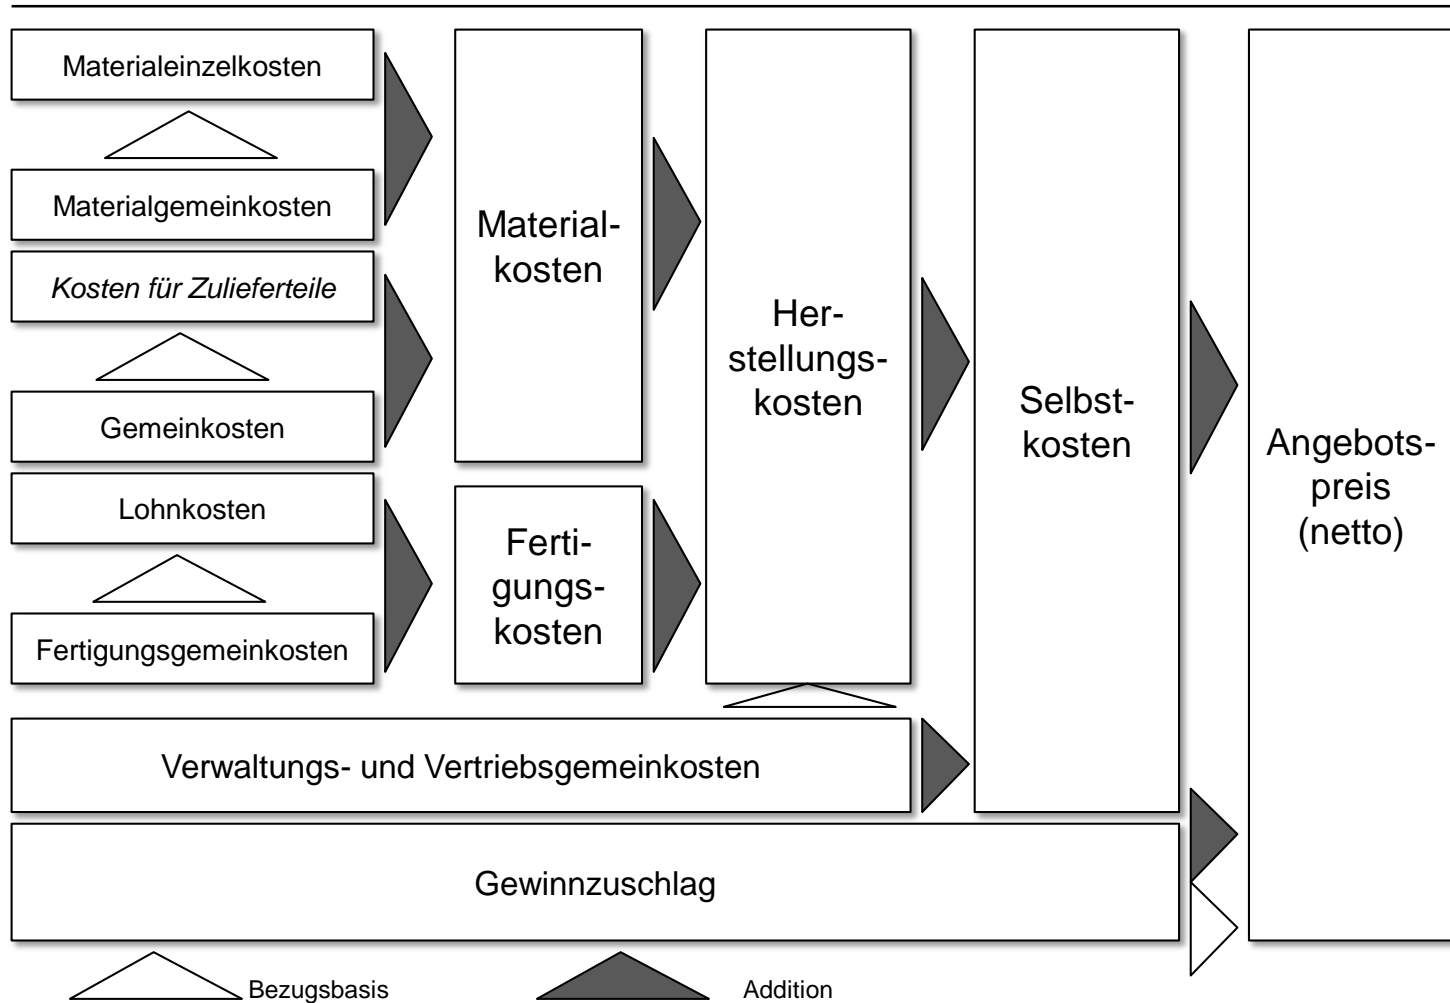 Materialeinzelkosten
Materialgemeinkosten
Kosten für Zulieferteile
Gemeinkosten
Lohnkosten
Fertigungsgemeinkosten
Material-
kosten
Ferti-
gungs-
kosten
Her-
stellungs-
kosten
Selbst-
kosten
Angebots-
preis
(netto)
Verwaltungs- und Vertriebsgemeinkosten
Gewinnzuschlag
Bezugsbasis
Addition